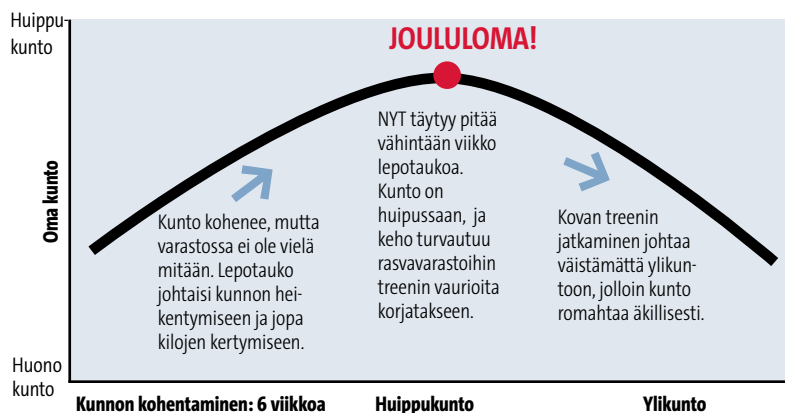 Huippu-
kunto
JOULULOMA!
NYT täytyy pitää
vähintään viikko
lepotaukoa.
Kunto on
huipussaan, ja
keho turvautuu
rasvavarastoihin
treenin vaurioita
korjatakseen.
Oma kunto
Kunto kohenee, mutta
varastossa ei ole vielä
mitään. Lepotauko
johtaisi kunnon hei-
kentymiseen ja jopa
kilojen kertymiseen.
Kovan treenin
jatkaminen johtaa
väistämättä ylikun-
toon, jolloin kunto
romahtaa äkillisesti.
Huono
kunto
Kunnon kohentaminen: 6 viikkoa
Huippukunto
Ylikunto